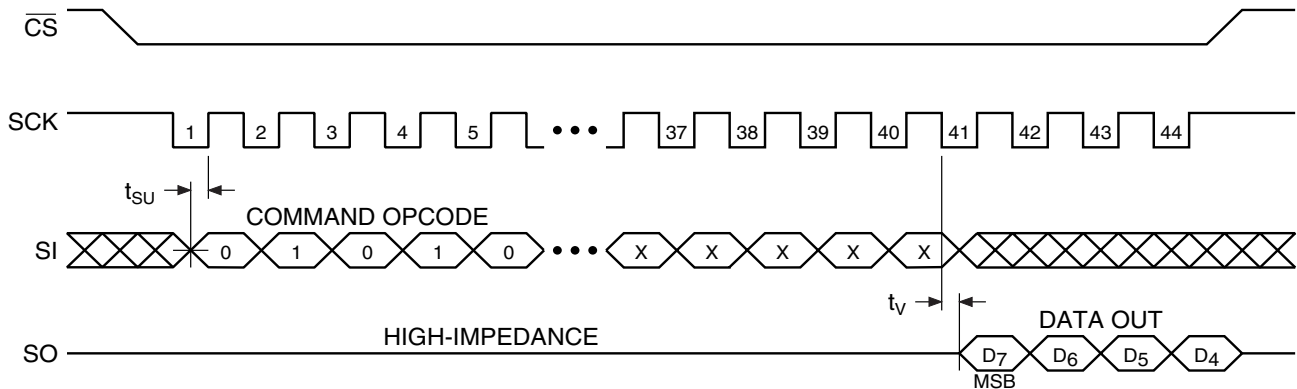 CS
SCK 1 2 3 4 5 ••• 37 38 39 40 41 42 43 44
tSU
COMMAND OPCODE
SI 0 1 0 1 0 ••• X X X X X
tV
HIGH-IMPEDANCE
DATA OUT
SO D7 D6 D5 D4
MSB